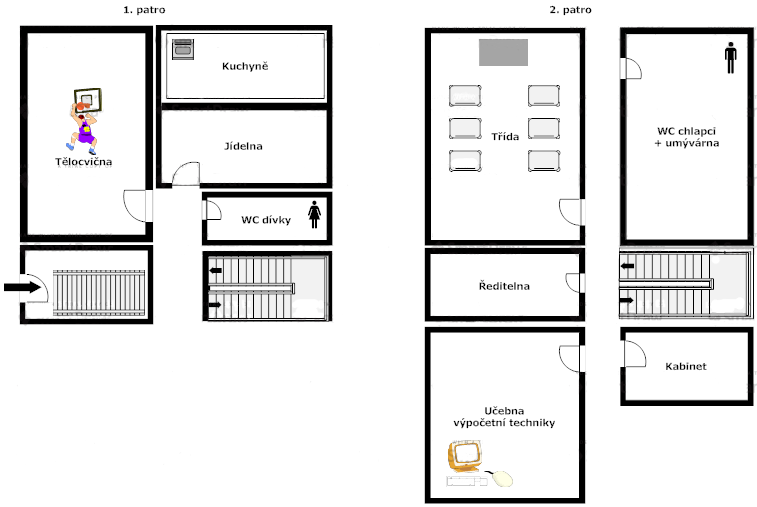 1. patro
Kuchyně
Jídelna
Tělocvična
WC dívky
2. patro
Třída
WC chlapci
+ umývárna
Ředitelna
Kabinet
Učebna
výpočetní techniky